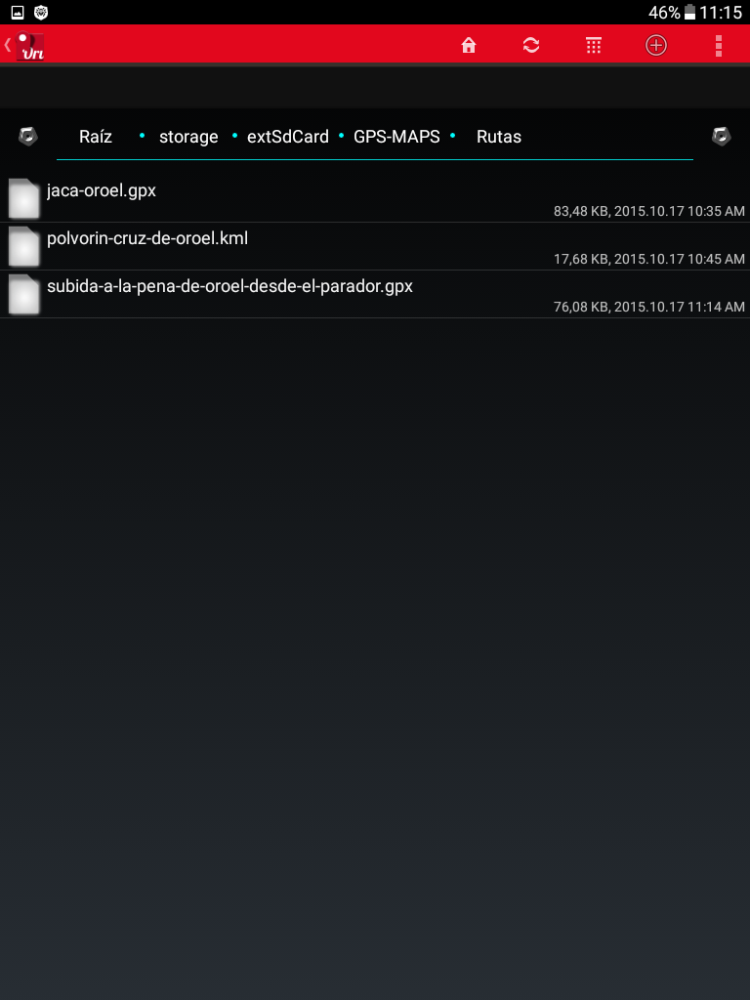 46% 11:15
'Uri
Raíz • storage • extSdCard • GPS-MAPS • Rutas
jaca-oroel.gpx
83,48 KB, 2015.10.17 10:35 AM
polvorin-cruz-de-oroel.kml
17,68 KB, 2015.10.17 10:45 AM
subida-a-la-pena-de-oroel-desde-el-parador.gpx
76,08 KB, 2015.10.17 11:14 AM